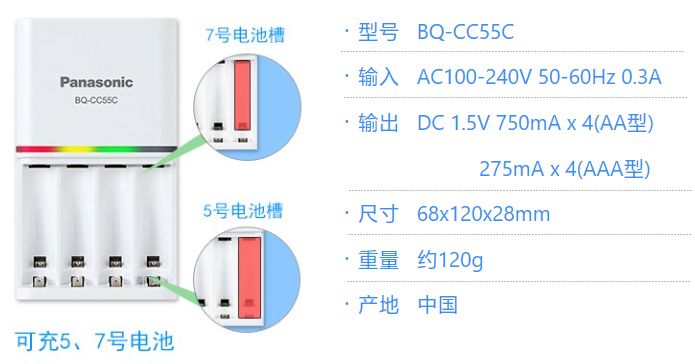 Panasonic
BQ-CC55C
7号电池槽
5号电池槽
可充5、7号电池
· 型号 BQ-CC55C
· 输入 AC100-240V 50-60Hz 0.3A
· 输出 DC 1.5V 750mA x 4(AA型)
275mA x 4(AAA型)
· 尺寸 68x120x28mm
· 重量 约120g
· 产地 中国